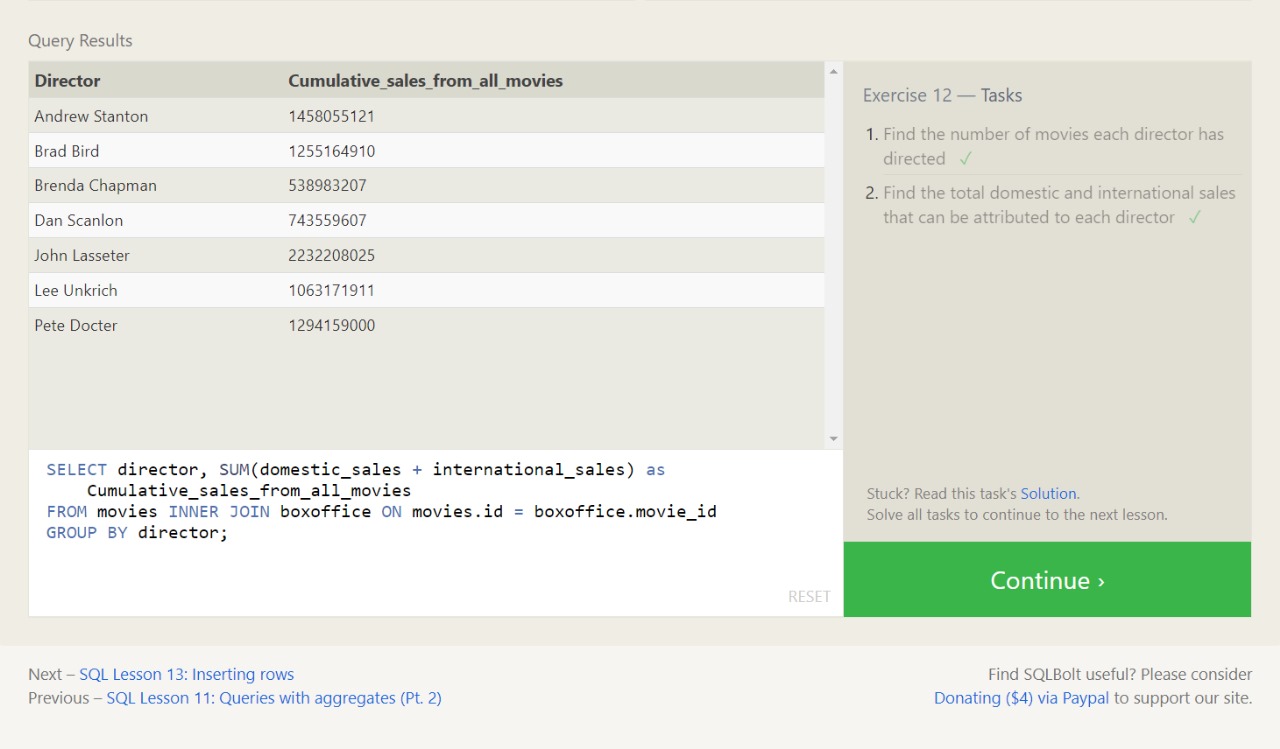 Query Results
Director Cumulative_sales_from_all_movies
Andrew Stanton 1458055121
Brad Bird 1255164910
Brenda Chapman 538983207
Dan Scanlon 743559607
John Lasseter 2232208025
Lee Unkrich 1063171911
Pete Docter 1294159000
SELECT director, SUM(domestic_sales + international_sales) as
Cumulative_sales_from_all_movies
FROM movies INNER JOIN boxoffice ON movies.id = boxoffice.movie_id
GROUP BY director;
RESET
Exercise 12 — Tasks
1. Find the number of movies each director has
directed ✓
2. Find the total domestic and international sales
that can be attributed to each director ✓
Stuck? Read this task's Solution.
Solve all tasks to continue to the next lesson.
Continue ›
Next – SQL Lesson 13: Inserting rows
Previous – SQL Lesson 11: Queries with aggregates (Pt. 2)
Find SQLBolt useful? Please consider
Donating ($4) via Paypal to support our site.